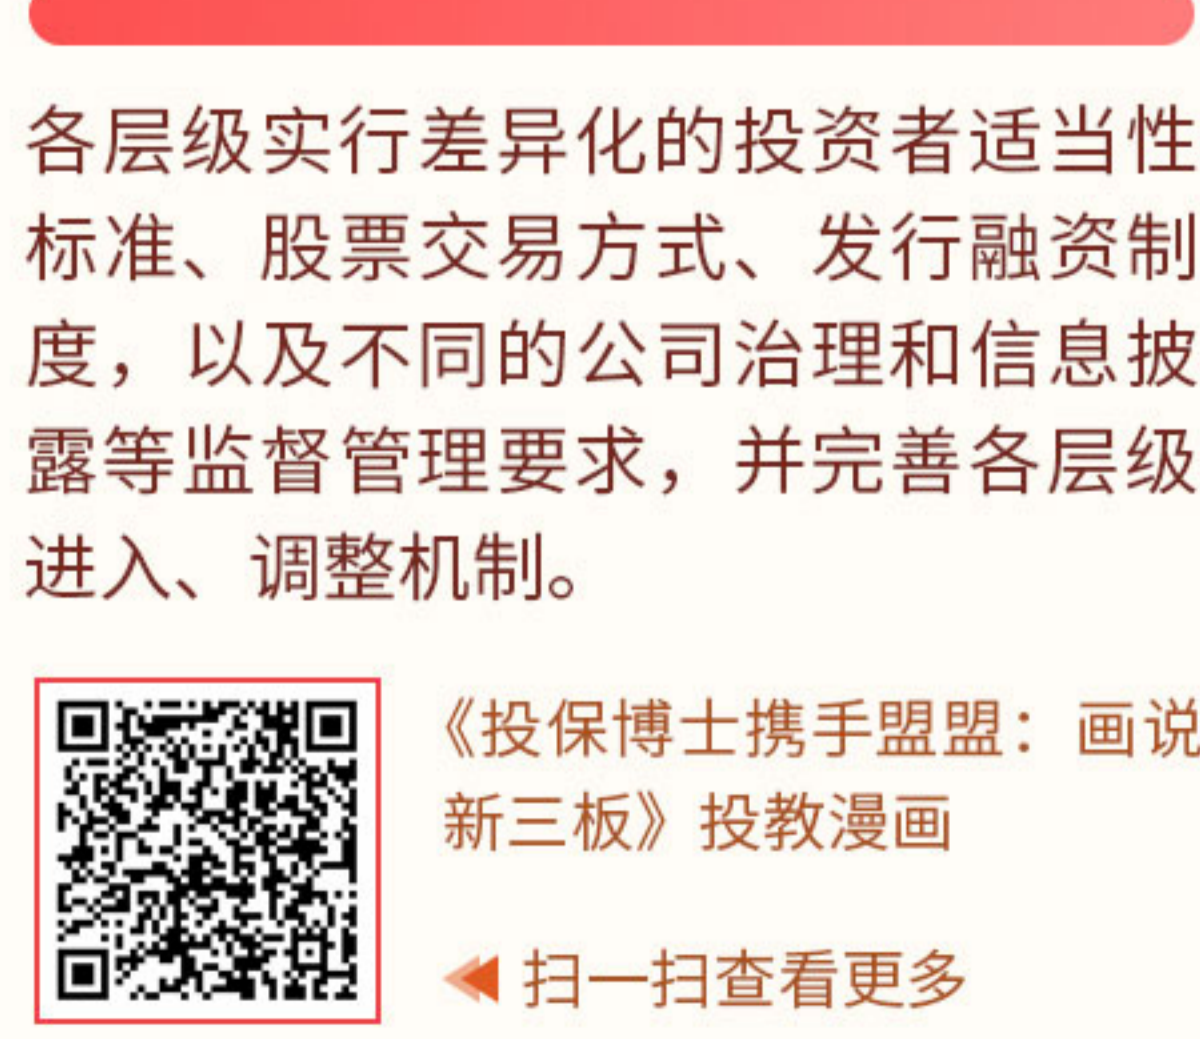 各层级实行差异化的投资者适当性
标准、股票交易方式、发行融资制
度，以及不同的公司治理和信息披
露等监督管理要求，并完善各层级
进入、调整机制。
《投保博士携手盟盟：画说
新三板》投教漫画
扫一扫查看更多